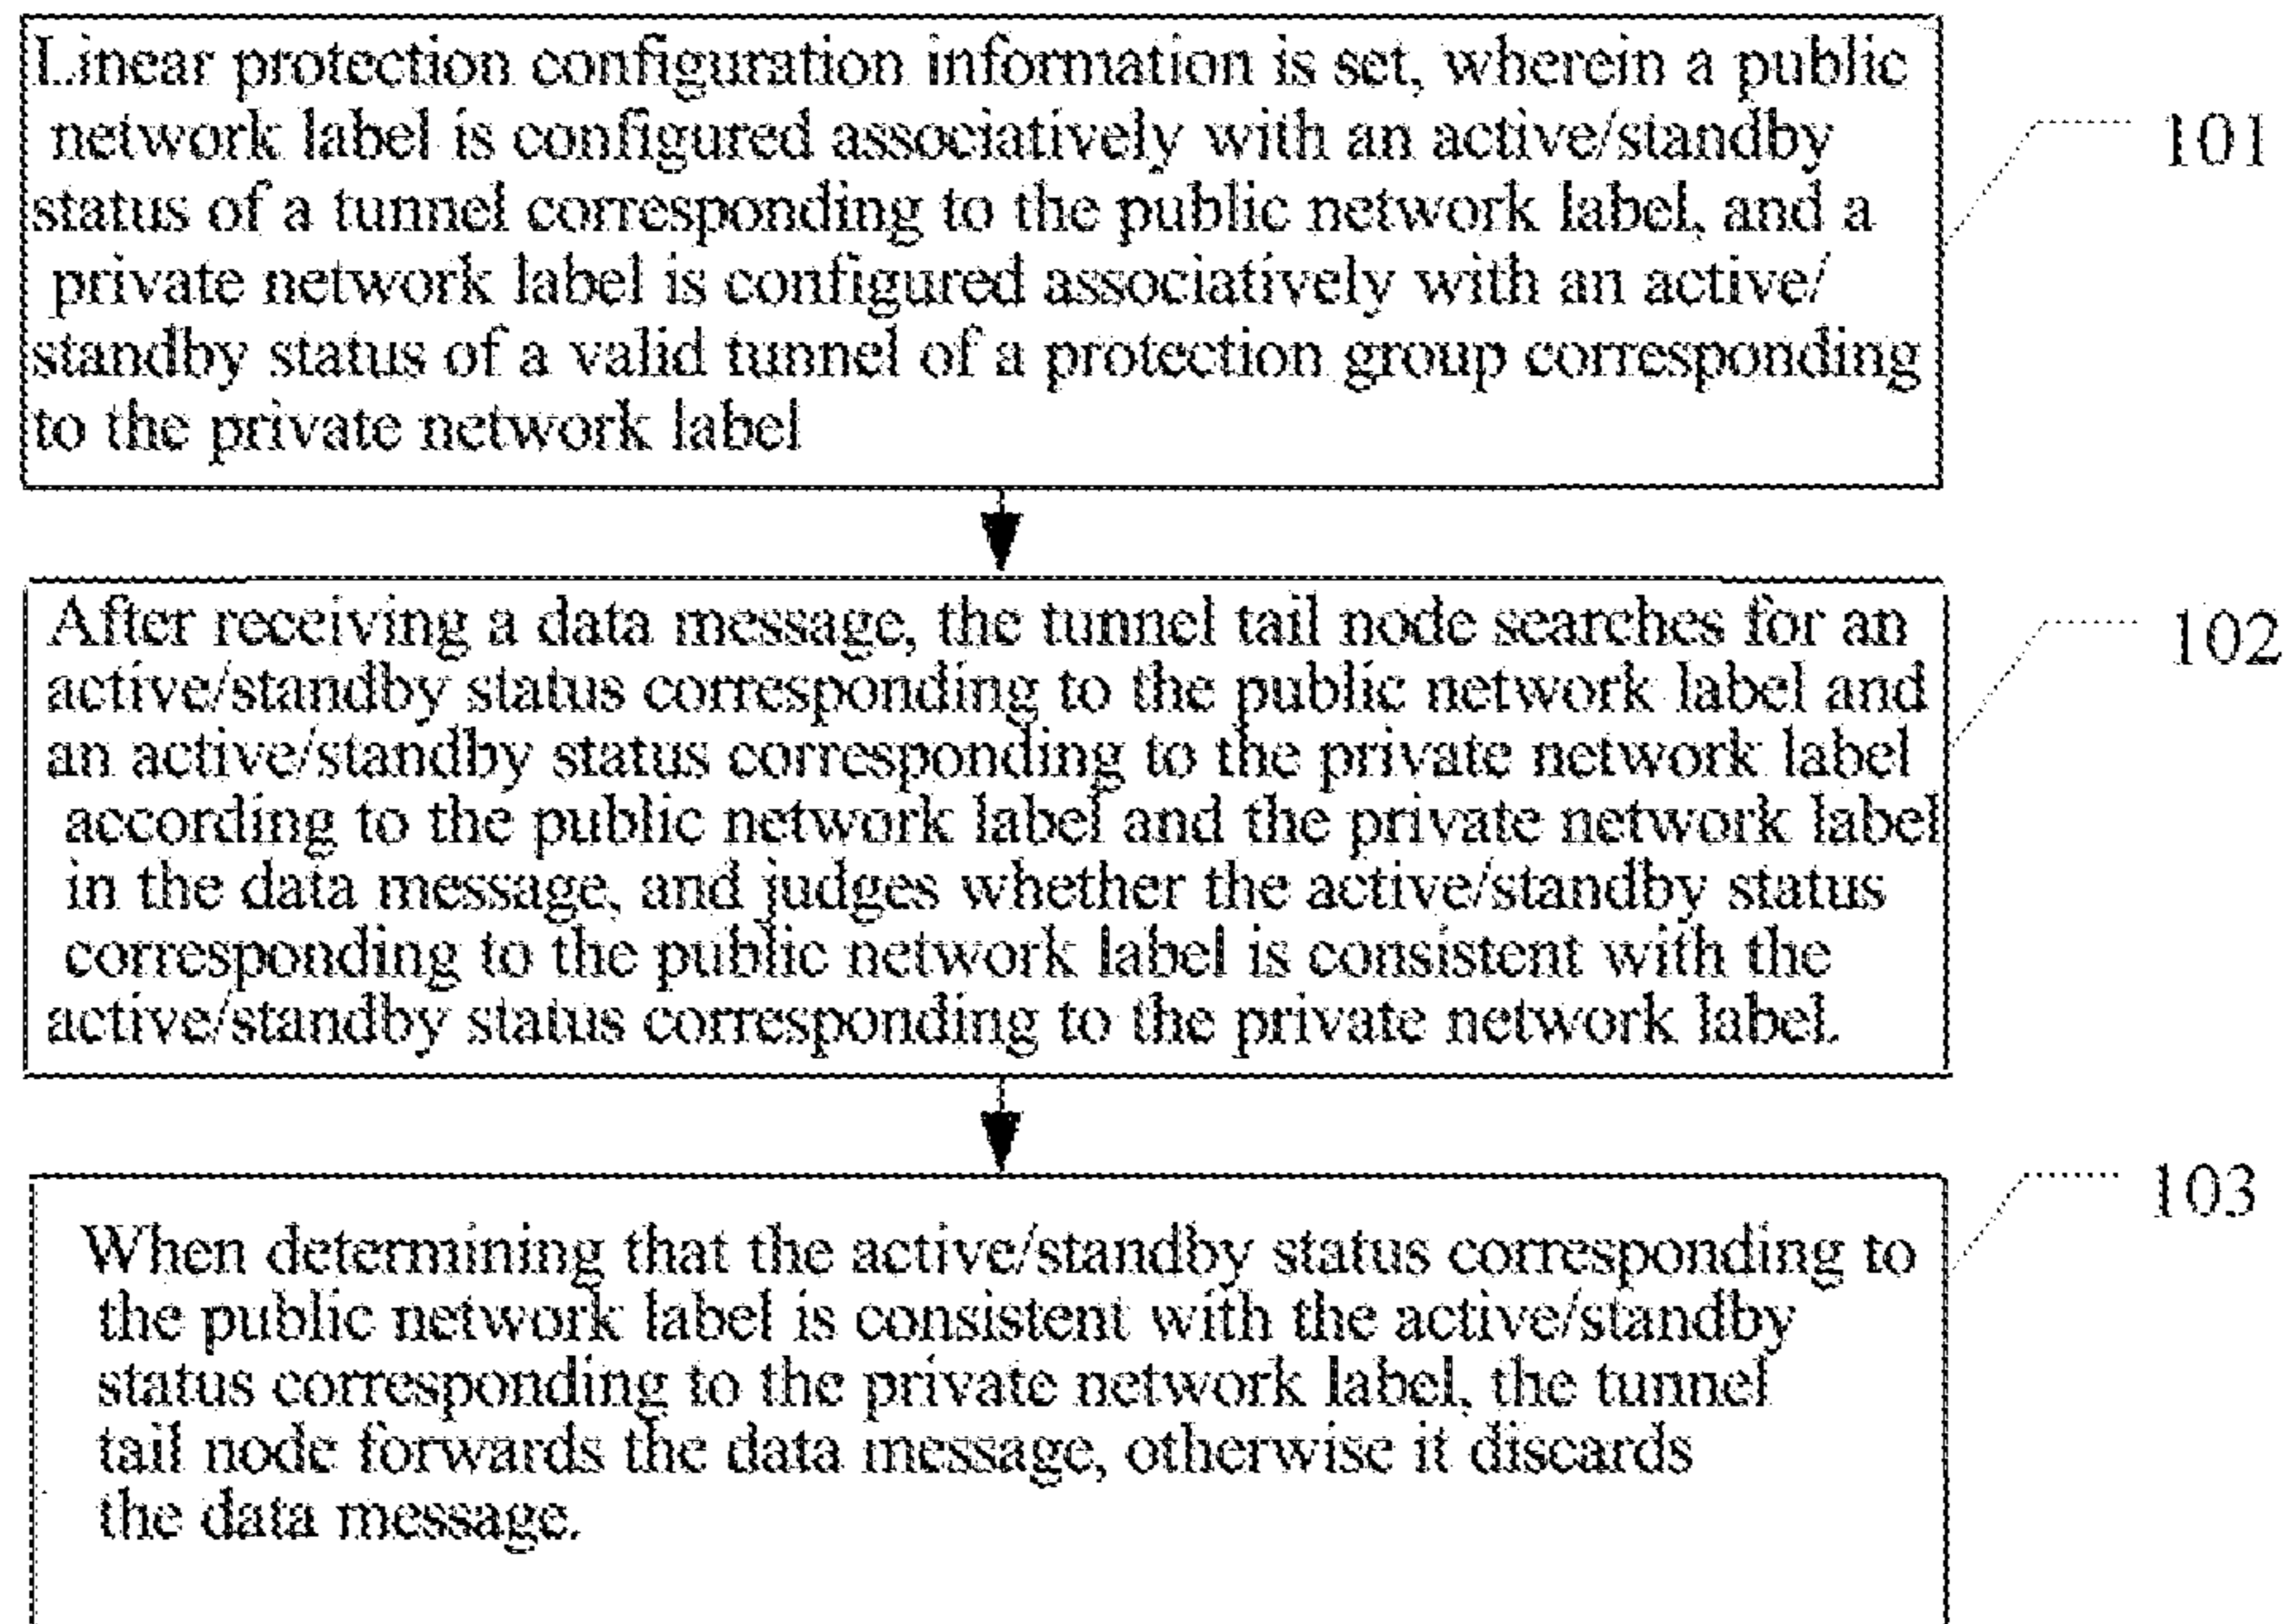 Linear protection configuration information is set, wherein a public
network label is configured associatively with an active/standby
status of a tunnel corresponding to the public network label, and a
private network label is configured associatively with an active/
standby status of a valid tunnel of a protection group corresponding
to the private network label
101
After receiving a data message, the tunnel tail node searches for an
active/standby status corresponding to the public network label and
an active/standby status corresponding to the private network label
according to the public network label and the private network label
in the data message, and judges whether the active/standby status
corresponding to the public network label is consistent with the
active/standby status corresponding to the private network label.
102
When determining that the active/standby status corresponding to
the public network label is consistent with the active/standby
status corresponding to the private network label, the tunnel
tail node forwards the data message, otherwise it discards
the data message.
103